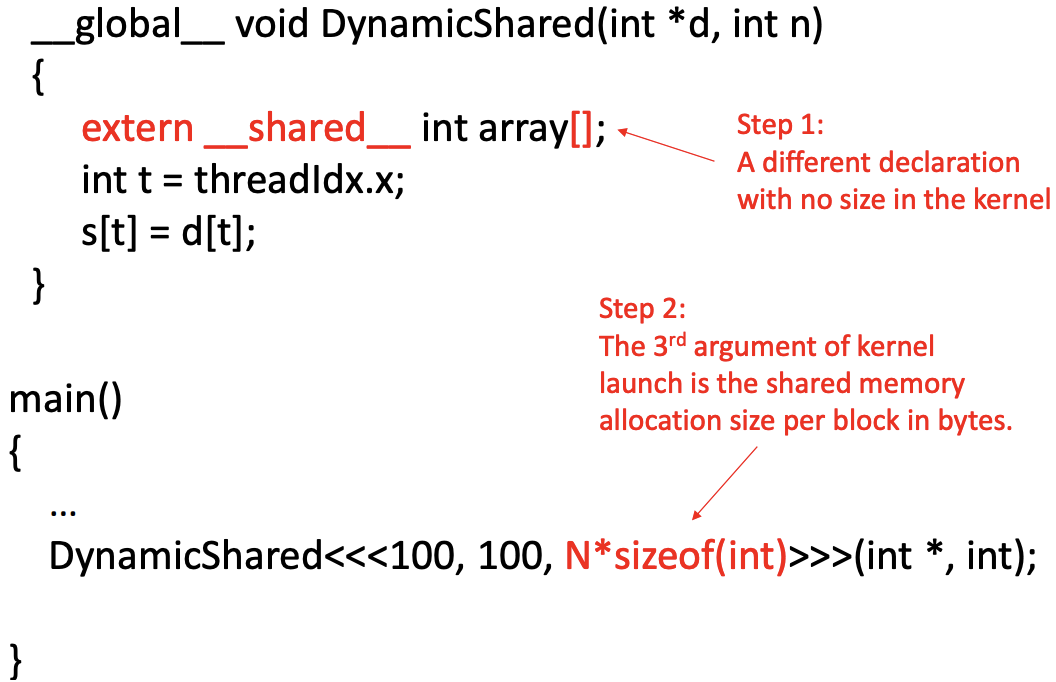 __global__ void DynamicShared(int *d, int n)
{
extern __shared__ int array[];
int t = threadIdx.x;
s[t] = d[t];
}
Step 1:
A different declaration
with no size in the kernel
Step 2:
The 3rd argument of kernel
launch is the shared memory
allocation size per block in bytes.
main()
{
...
DynamicShared<<<100, 100, N*sizeof(int)>>>(int *, int);
}